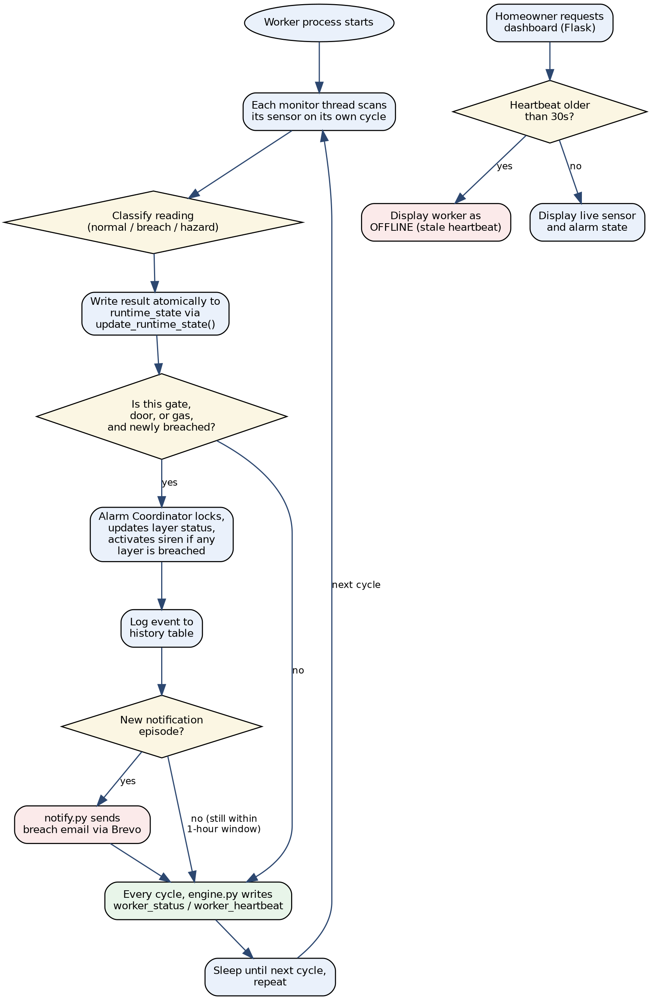 Worker process starts
Each monitor thread scans
its sensor on its own cycle
Classify reading
(normal / breach / hazard)
Write result atomically to
runtime_state via
update_runtime_state()
Is this gate,
door, or gas,
and newly breached?
yes
Alarm Coordinator locks,
updates layer status,
activates siren if any
layer is breached
next cycle
Log event to
history table
no
New notification
episode?
yes
no (still within
1-hour window)
notify.py sends
breach email via Brevo
Every cycle, engine.py writes
worker_status / worker_heartbeat
Sleep until next cycle,
repeat
Homeowner requests
dashboard (Flask)
Heartbeat older
than 30s?
yes
no
Display worker as
OFFLINE (stale heartbeat)
Display live sensor
and alarm state